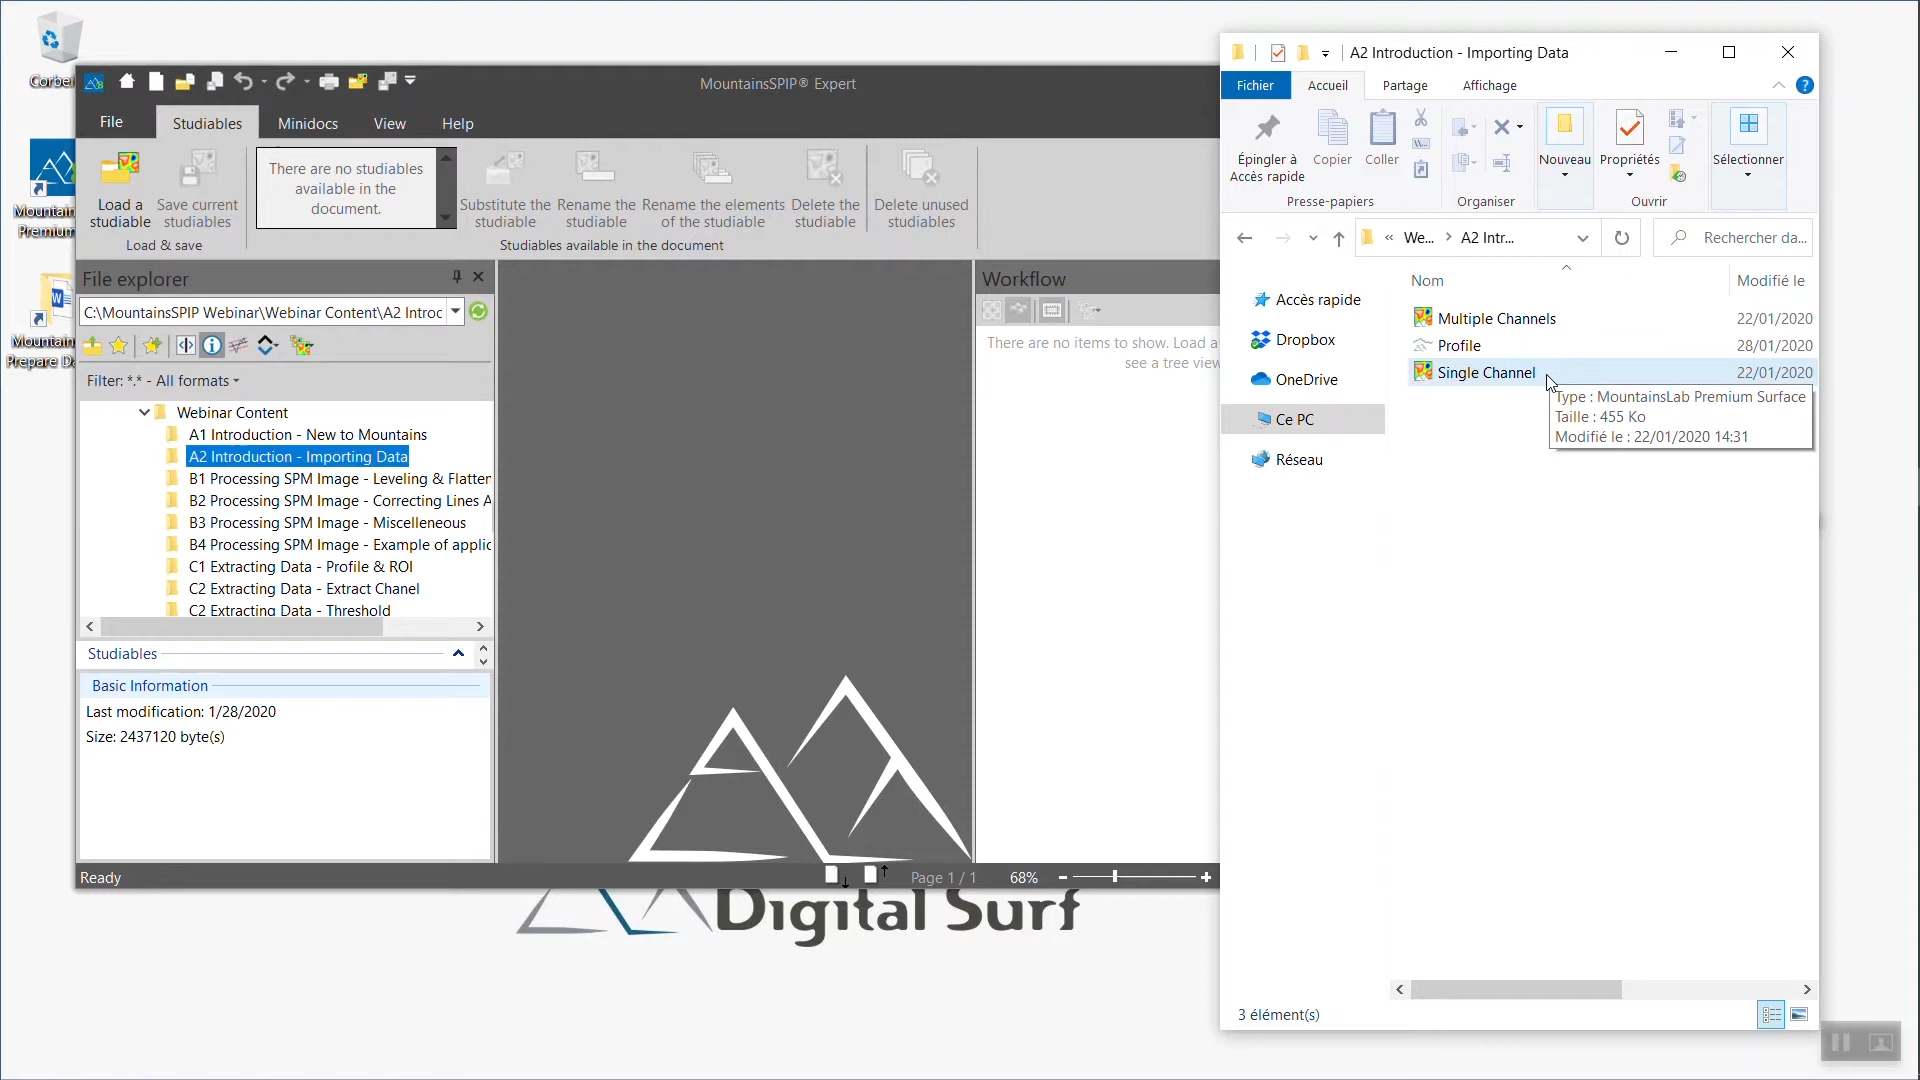 Corbei
Mountain
Premium
Mountain
Prepare Da
MountainsSPIP® Expert
File
Studiables
Minidocs
View
Help
Load a
studiable
Save current
studiables
Load & save
There are no studiables
available in the
document.
Substitute the
studiable
Rename the
studiable
Rename the elements
of the studiable
Delete the
studiable
Delete unused
studiables
Studiables available in the document
File explorer
C:\MountainsSPIP Webinar\Webinar Content\A2 Introc
Filter: *.* - All formats
Webinar Content
A1 Introduction - New to Mountains
A2 Introduction - Importing Data
B1 Processing SPM Image - Leveling & Flatten
B2 Processing SPM Image - Correcting Lines A
B3 Processing SPM Image - Miscelleneous
B4 Processing SPM Image - Example of applic
C1 Extracting Data - Profile & ROI
C2 Extracting Data - Extract Chanel
C2 Extracting Data - Threshold
Studiables
Basic Information
Last modification: 1/28/2020
Size: 2437120 byte(s)
Workflow
There are no items to show. Load a
see a tree view
Ready
Page 1 / 1
68%
Digital Surf
A2 Introduction - Importing Data
Fichier
Accueil
Partage
Affichage
Épingler à
Accès rapide
Copier
Coller
Presse-papiers
Organiser
Nouveau
Propriétés
Ouvrir
Sélectionner
« We... > A2 Intr...
Rechercher da...
Accès rapide
Dropbox
OneDrive
Ce PC
Réseau
Nom
Modifié le
Multiple Channels
22/01/2020
Profile
28/01/2020
Single Channel
22/01/2020
Type : MountainsLab Premium Surface
Taille : 455 Ko
Modifié le : 22/01/2020 14:31
3 élément(s)